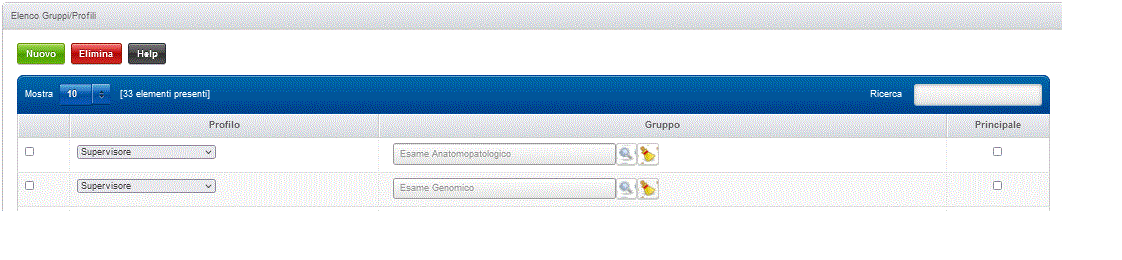 Elenco Gruppi/Profili
Nuovo Elimina Help
Mostra 10 [33 elementi presenti] Ricerca
Profilo Gruppo Principale
Supervisore Esame Anatomopatologico
Supervisore Esame Genomico